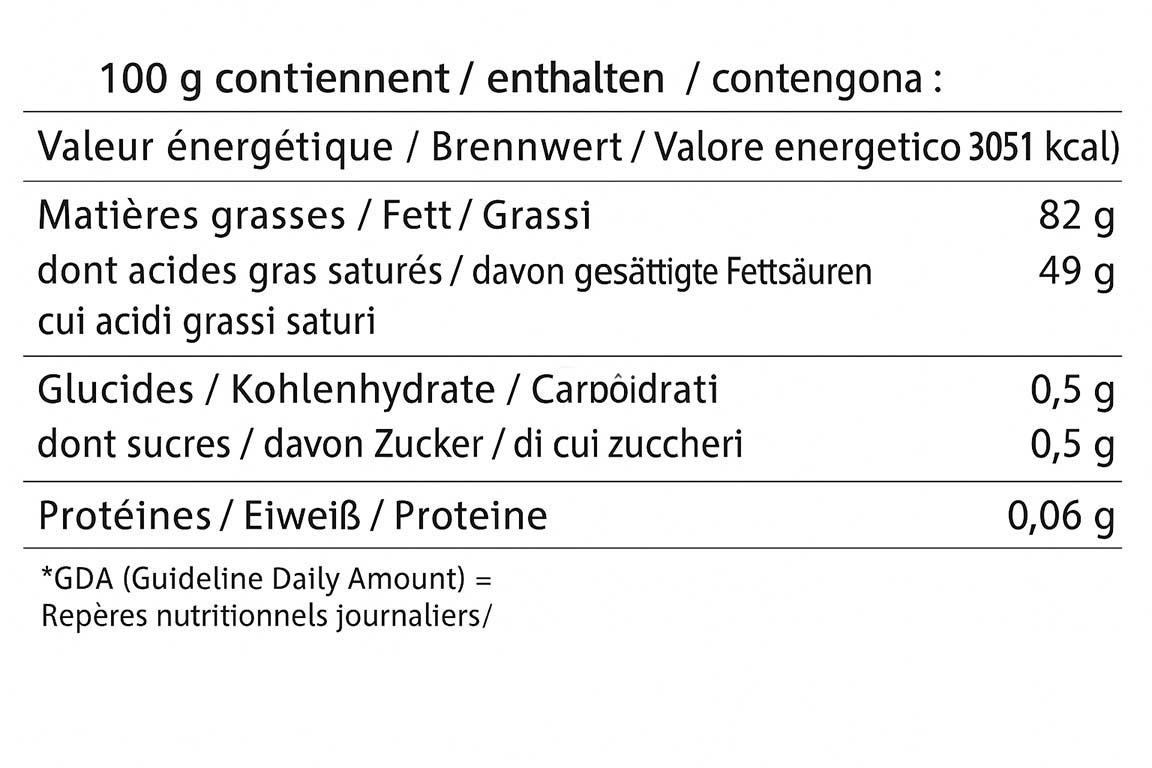 100 g contiennent / enthalten / contengona :
Valeur énergétique / Brennwert / Valore energetico 3051 kcal)
Matières grasses / Fett / Grassi 82 g
dont acides gras saturés / davon gesättigte Fettsäuren 49 g
cui acidi grassi saturi
Glucides / Kohlenhydrate / Carpôidrati 0,5 g
dont sucres / davon Zucker / di cui zuccheri 0,5 g
Protéines / Eiweiß / Proteine 0,06 g
*GDA (Guideline Daily Amount) =
Repères nutritionnels journaliers/